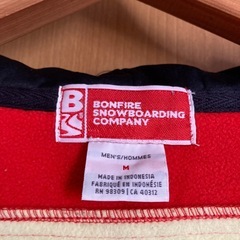 B
BONFIRE
SNOWBOARDING
COMPANY
MEN'S/HOMMES
M
MADE IN INDONESIA
FABRIQUÉ EN INDONÉSIE
RN 98309 | CA 40312